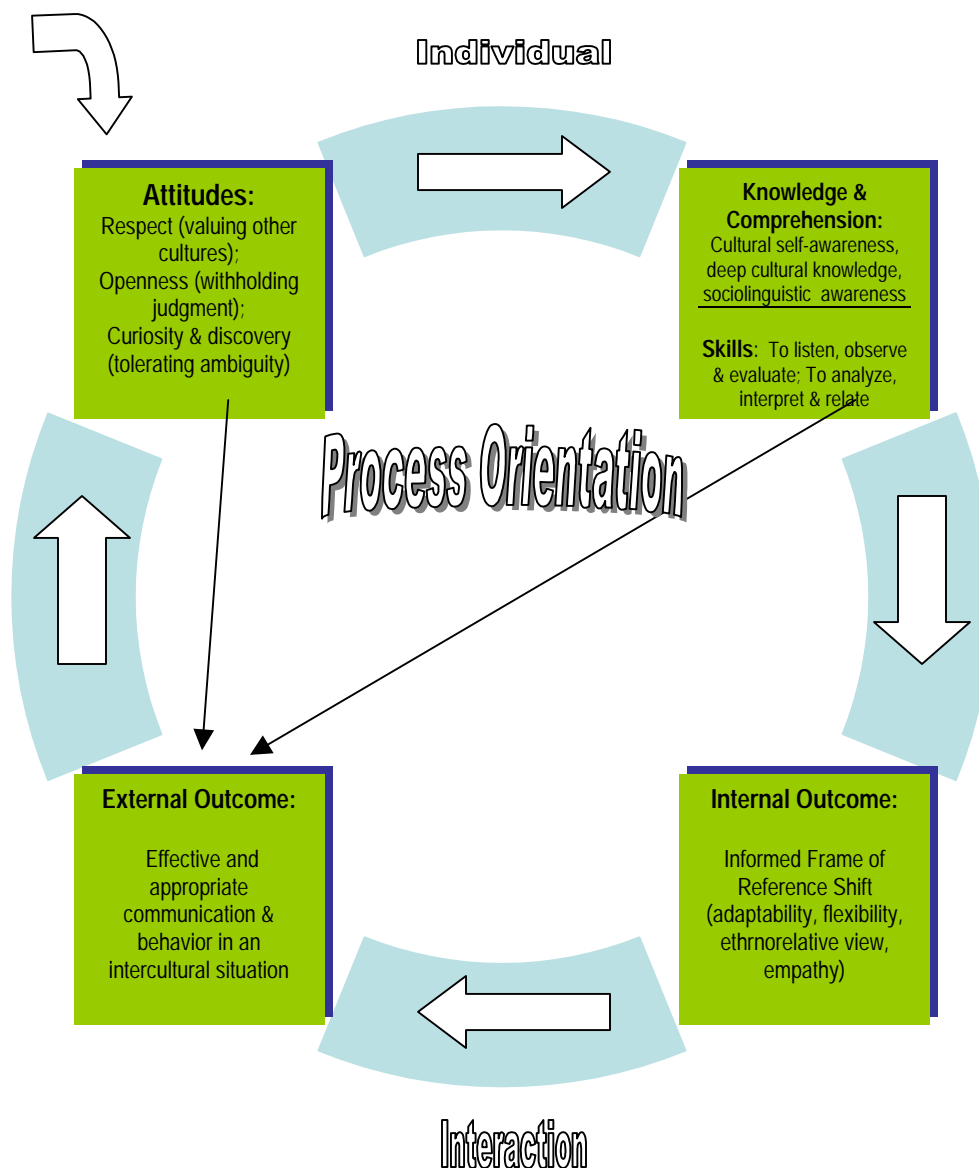 Individual
Attitudes:
Respect (valuing other
cultures);
Openness (withholding
judgment);
Curiosity & discovery
(tolerating ambiguity)
Knowledge &
Comprehension:
Cultural self-awareness,
deep cultural knowledge,
sociolinguistic awareness
Skills: To listen, observe
& evaluate; To analyze,
interpret & relate
Process Orientation
External Outcome:
Effective and
appropriate
communication &
behavior in an
intercultural situation
Internal Outcome:
Informed Frame of
Reference Shift
(adaptability, flexibility,
ethrnorelative view,
empathy)
Interaction